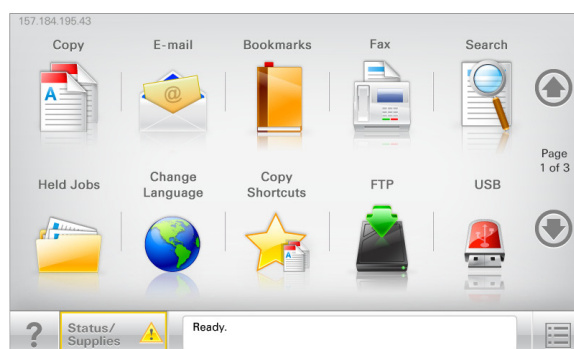 157.184.195.43
Copy
E-mail
Bookmarks
Fax
Search
A
@
Page
1 of 3
Held Jobs
Change
Language
Copy
Shortcuts
FTP
USB
A
?
Status/
Supplies
Ready.